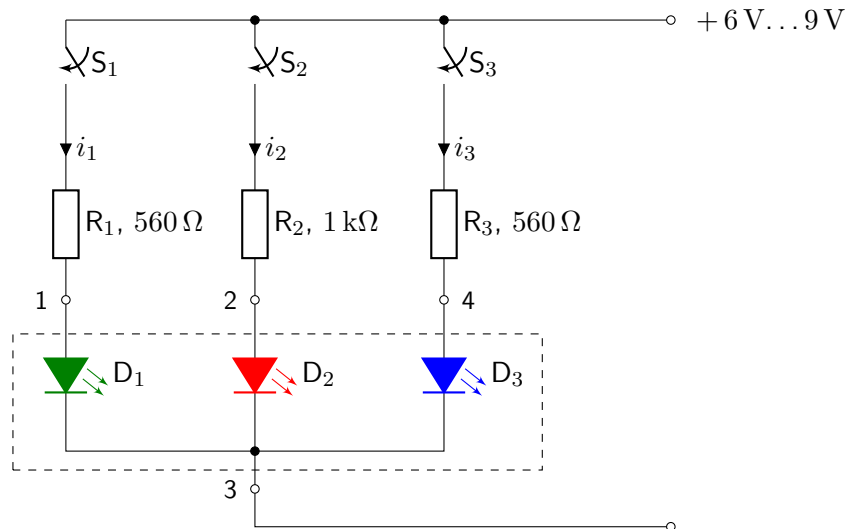 + 6 V... 9 V
S₁ S₂ S₃
i₁ i₂ i₃
R₁, 560 Ω R₂, 1 kΩ R₃, 560 Ω
1 2 4
D₁ D₂ D₃
3